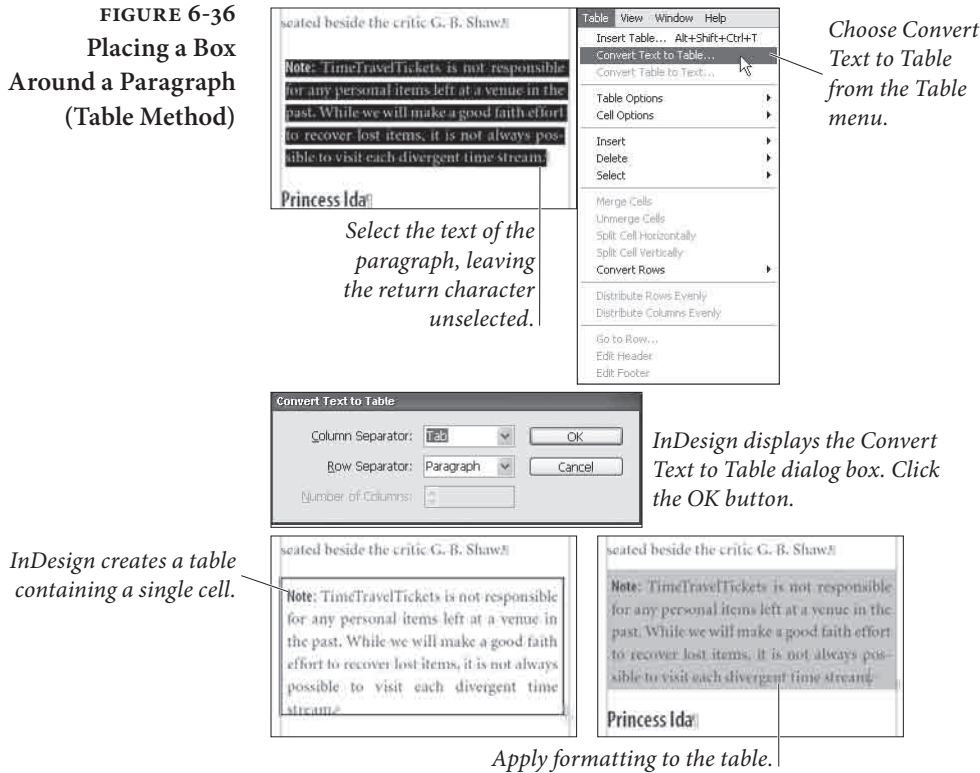 FIGURE 6-36
Placing a Box
Around a Paragraph
(Table Method)
seated beside the critic G. B. Shaw.¶
Note: TimeTravelTickets is not responsible
for any personal items left at a venue in the
past. While we will make a good faith effort
to recover lost items, it is not always pos-
sible to visit each divergent time stream.
Princess Ida¶
Select the text of the
paragraph, leaving
the return character
unselected.
Table View Window Help
Insert Table... Alt+Shift+Ctrl+T
Convert Text to Table...
Convert Table to Text...
Table Options
Cell Options
Insert
Delete
Select
Merge Cells
Unmerge Cells
Split Cell Horizontally
Split Cell Vertically
Convert Rows
Distribute Rows Evenly
Distribute Columns Evenly
Go to Row...
Edit Header
Edit Footer
Choose Convert
Text to Table
from the Table
menu.
Convert Text to Table
Column Separator: Tab OK
Row Separator: Paragraph Cancel
Number of Columns:
InDesign displays the Convert
Text to Table dialog box. Click
the OK button.
InDesign creates a table
containing a single cell.
seated beside the critic G. B. Shaw.¶
Note: TimeTravelTickets is not responsible
for any personal items left at a venue in
the past. While we will make a good faith
effort to recover lost items, it is not always
possible to visit each divergent time
stream.
seated beside the critic G. B. Shaw.¶
Note: TimeTravelTickets is not responsible
for any personal items left at a venue in the
past. While we will make a good faith effort
to recover lost items, it is not always pos-
sible to visit each divergent time stream.
Princess Ida¶
Apply formatting to the table.